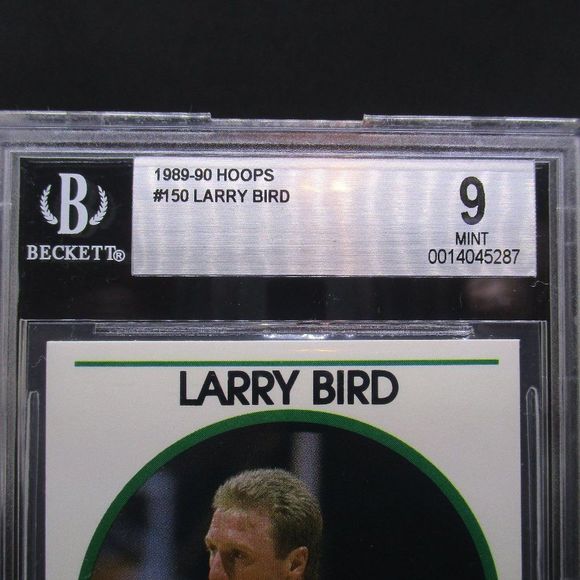 1989-90 HOOPS
#150 LARRY BIRD
9
MINT
0014045287
B
BECKETT®
LARRY BIRD